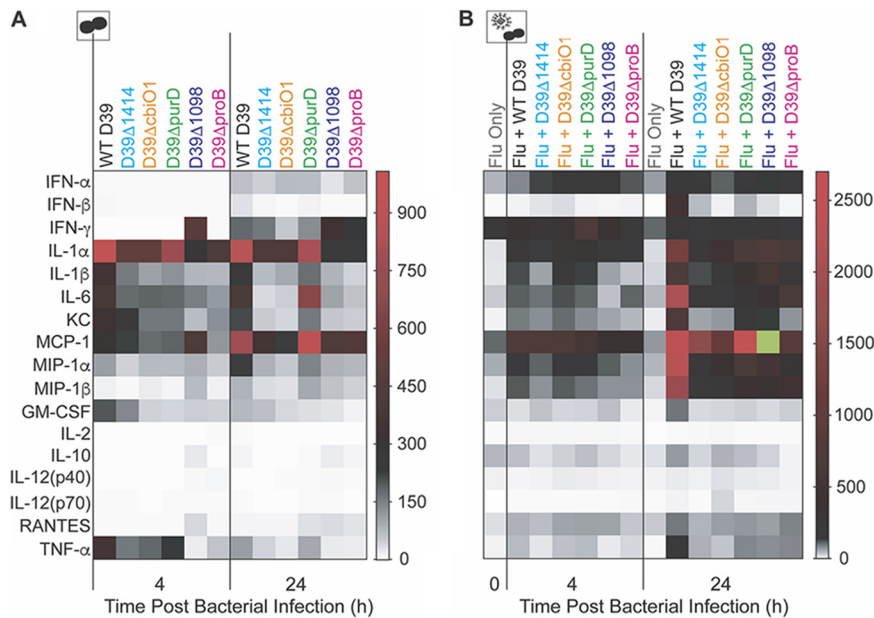 A
WT D39
D39Δ1414
D39ΔcbiO1
D39ΔpurD
D39Δ1098
D39ΔproB
WT D39
D39Δ1414
D39ΔcbiO1
D39ΔpurD
D39Δ1098
D39ΔproB
IFN-α
IFN-β
IFN-γ
IL-1α
IL-1β
IL-6
KC
MCP-1
MIP-1α
MIP-1β
GM-CSF
IL-2
IL-10
IL-12(p40)
IL-12(p70)
RANTES
TNF-α
900
750
600
450
300
150
0
4
24
Time Post Bacterial Infection (h)
B
Flu Only
Flu + WT D39
Flu + D39Δ1414
Flu + D39ΔcbiO1
Flu + D39ΔpurD
Flu + D39Δ1098
Flu + D39ΔproB
Flu Only
Flu + WT D39
Flu + D39Δ1414
Flu + D39ΔcbiO1
Flu + D39ΔpurD
Flu + D39Δ1098
Flu + D39ΔproB
2500
2000
1500
1000
500
0
0
4
24
Time Post Bacterial Infection (h)